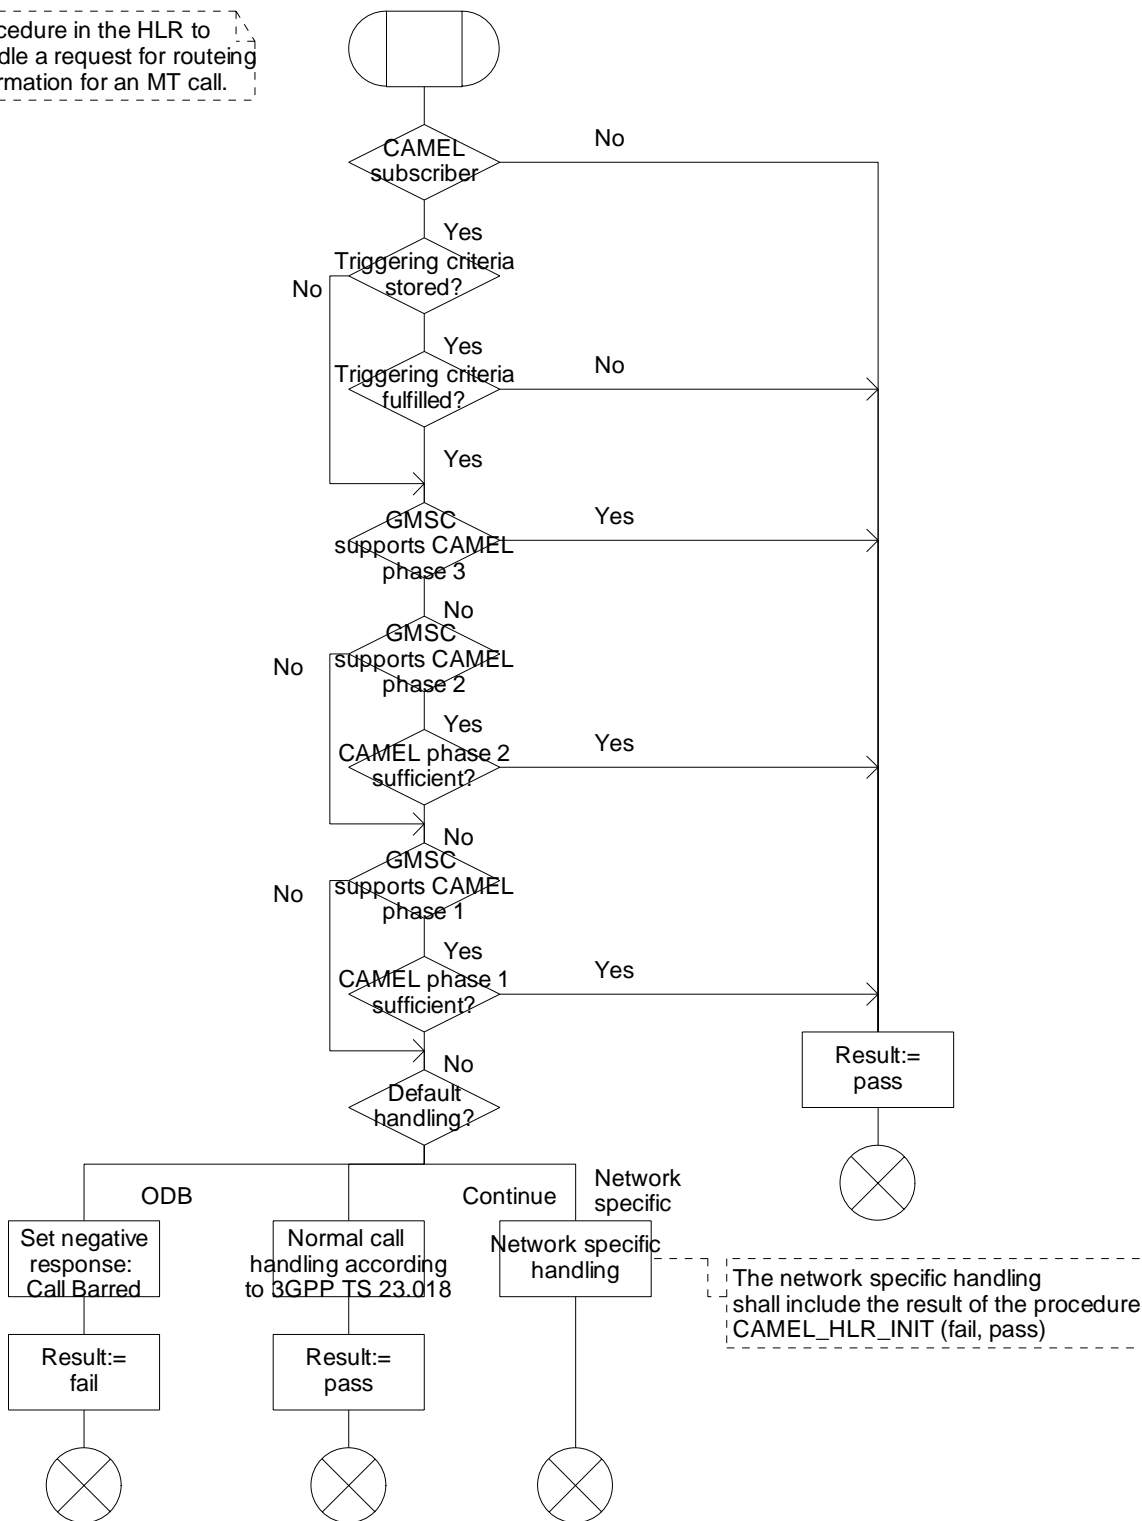 cedure in the HLR to
dle a request for routeing
rmation for an MT call.
CAMEL
subscriber
No
Yes
Triggering criteria
stored?
No
Yes
Triggering criteria
fulfilled?
No
Yes
GMSC
supports CAMEL
phase 3
Yes
No
GMSC
supports CAMEL
phase 2
No
Yes
CAMEL phase 2
sufficient?
Yes
No
GMSC
supports CAMEL
phase 1
No
Yes
CAMEL phase 1
sufficient?
Yes
No
Default
handling?
Result:=
pass
ODB
Continue
Network
specific
Set negative
response:
Call Barred
Normal call
handling according
to 3GPP TS 23.018
Network specific
handling
The network specific handling
shall include the result of the procedure
CAMEL_HLR_INIT (fail, pass)
Result:=
fail
Result:=
pass